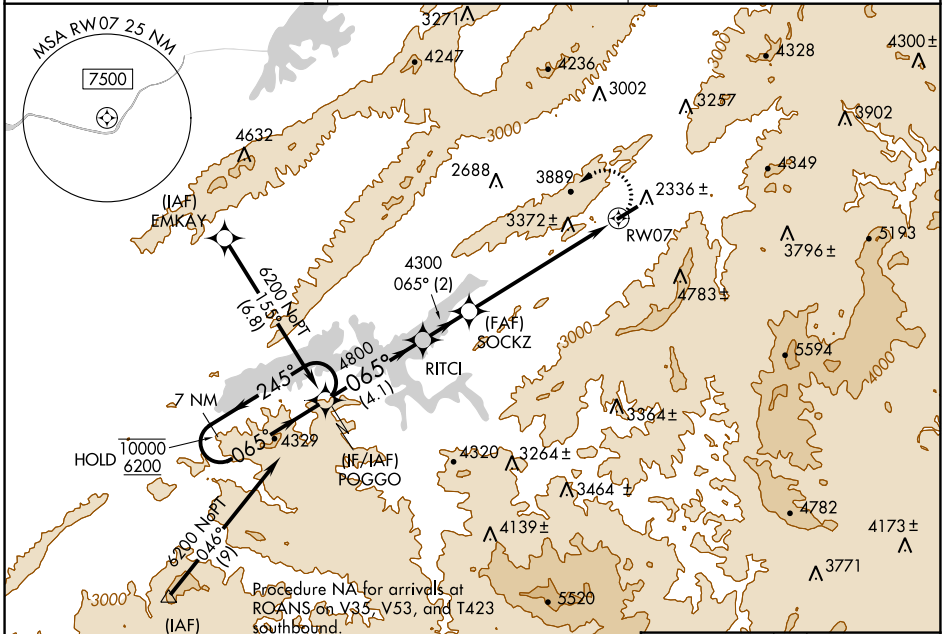 MSA RW07 25 NM
7500
3271
4247
4236
3002
3257
4328
4300±
3902
4632
3000
2688
3889
3372±
2336±
4349
3796±
5193
(IAF)
EMKAY
RW07
4300
065° (2)
4783±
6200 NoPT
155°
(6.8)
(FAF)
SOCKZ
3000
5594
4000
4800
065°
(4.1)
RITCI
245°
7 NM
3364±
HOLD
10000
6200
065°
4329
(IF/IAF)
POGGO
4320
3264±
3464 ±
4782
4139±
4173±
6200 NoPT
046°
(9)
3771
3000
(IAF)
Procedure NA for arrivals at
ROANS on V35, V53, and T423
southbound.
5520